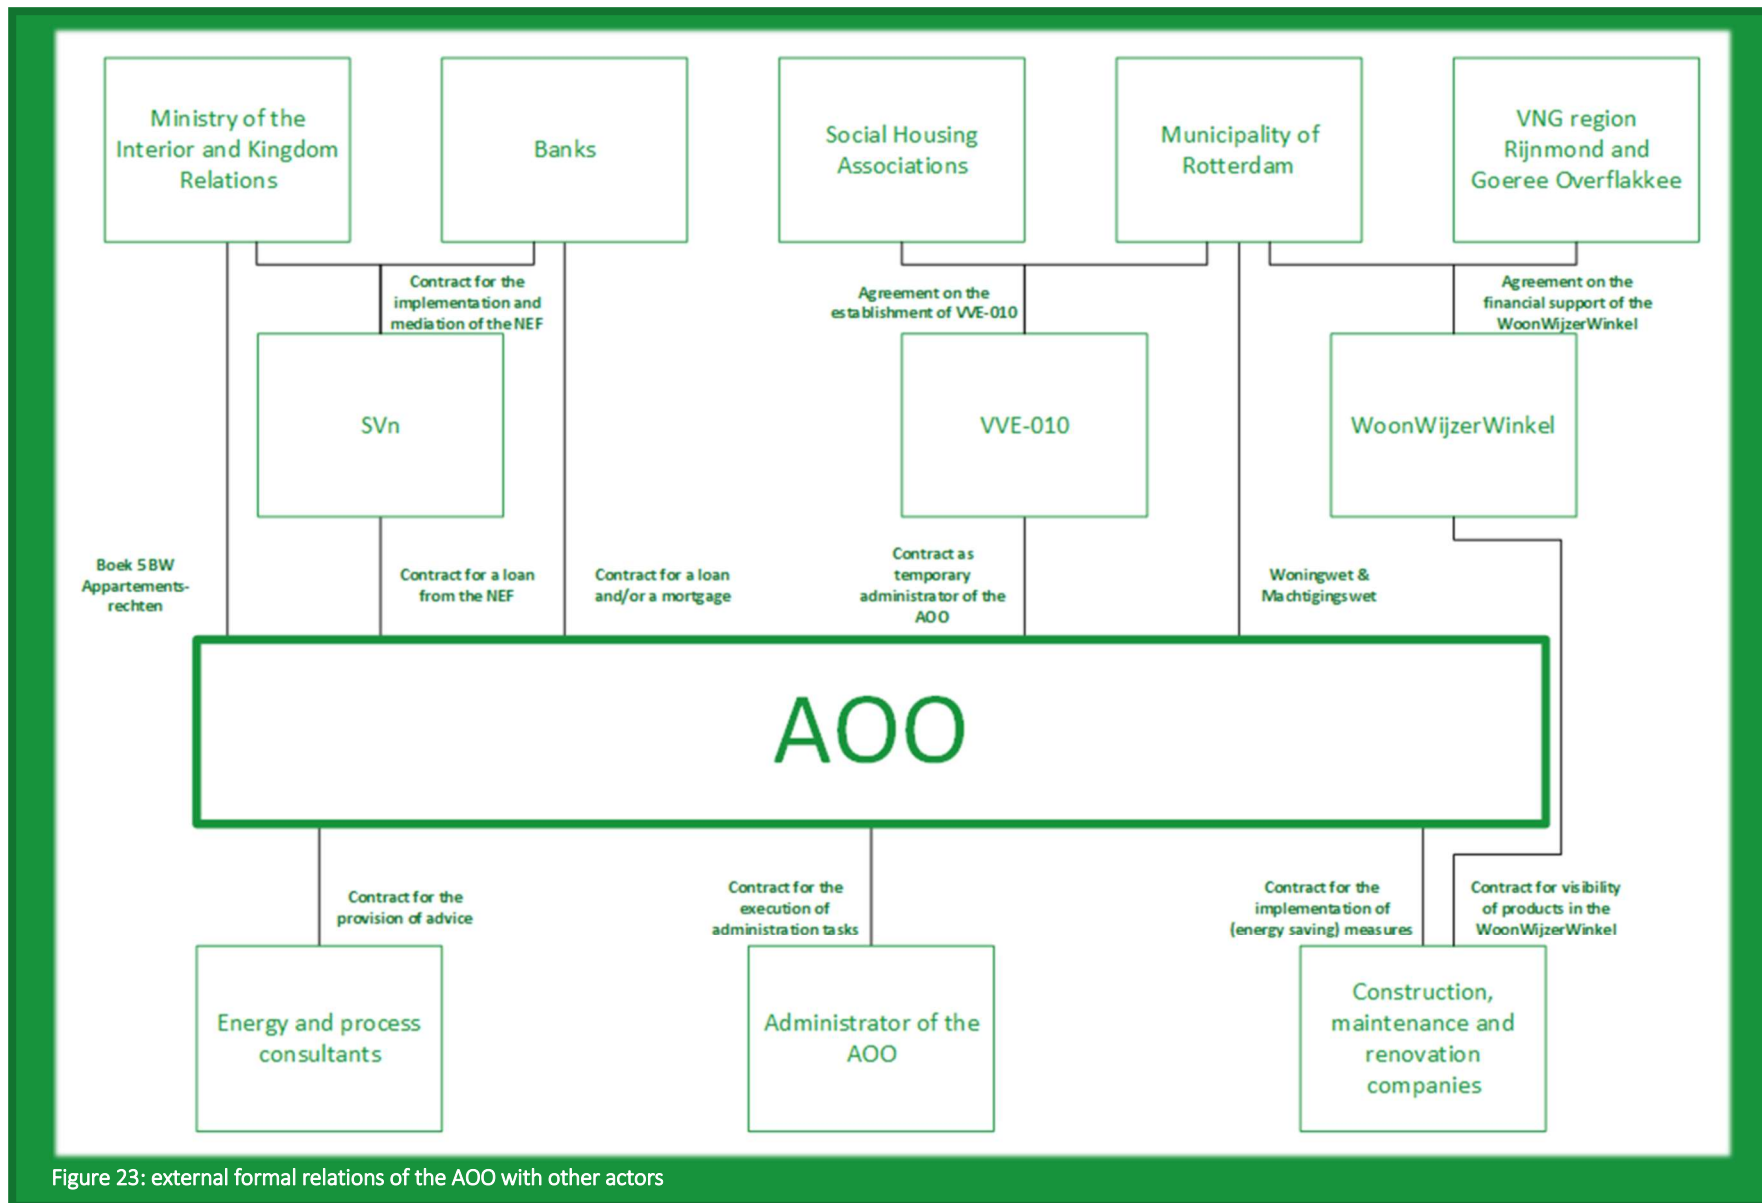 Ministry of the
Interior and Kingdom
Relations
Banks
Social Housing
Associations
Municipality of
Rotterdam
VNG region
Rijnmond and
Goeree Overflakkee
Contract for the
implementation and
mediation of the NEF
Agreement on the
establishment of VVE-010
Agreement on the
financial support of the
WoonWijzerWinkel
SVn
VVE-010
WoonWijzerWinkel
Boek 5 BW
Appartements-
rechten
Contract for a loan
from the NEF
Contract for a loan
and/or a mortgage
Contract as
temporary
administrator of the
AOO
Woningwet &
Machtigingswet
AOO
Contract for the
provision of advice
Contract for the
execution of
administration tasks
Contract for the
implementation of
(energy saving) measures
Contract for visibility
of products in the
WoonWijzerWinkel
Energy and process
consultants
Administrator of the
AOO
Construction,
maintenance and
renovation
companies
Figure 23: external formal relations of the AOO with other actors